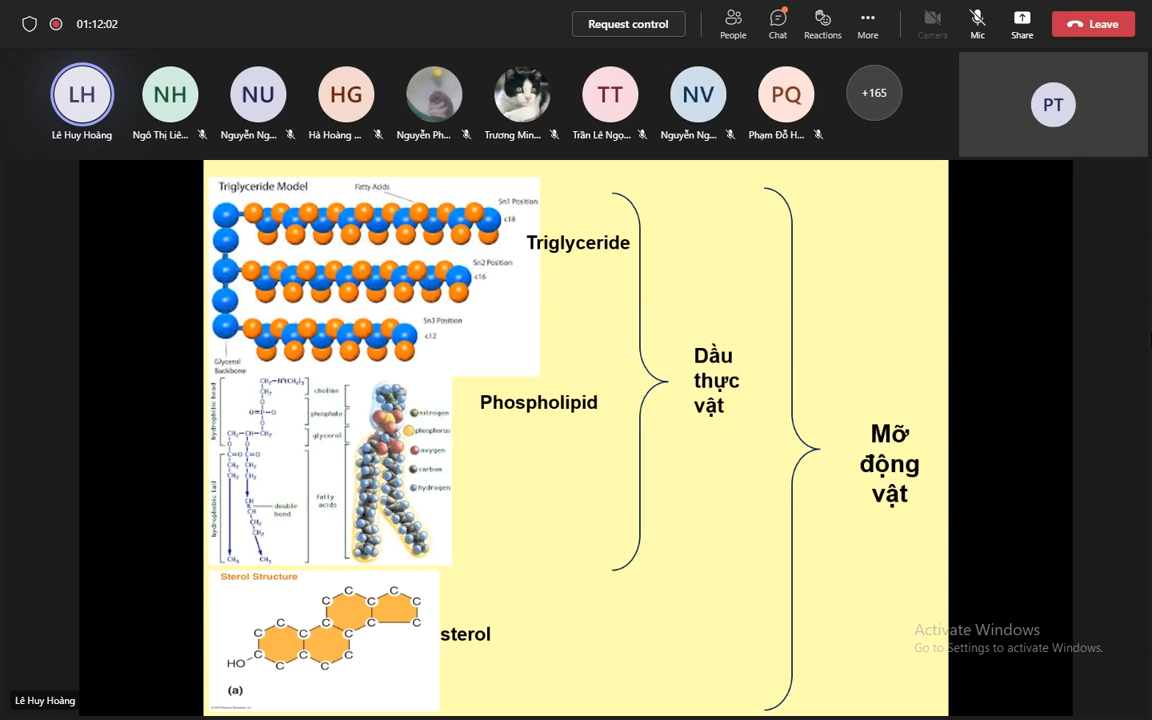 01:12:02
Request control
People
Chat
Reactions
More
Camera
Mic
Share
Leave
LH
NH
NU
HG
TT
NV
PQ
+165
PT
Lê Huy Hoàng
Ngô Thị Liê...
Nguyễn Ng...
Hà Hoàng ...
Nguyễn Ph...
Trương Min...
Trần Lê Ngọ...
Nguyễn Ng...
Phạm Đỗ H...
Triglyceride Model
Fatty Acids
Sn1 Position
c18
Triglyceride
Sn2 Position
c16
Sn3 Position
c12
Glycerol
Backbone
Dầu
thực
vật
Phospholipid
hydrophilic head
choline
phosphate
glycerol
nitrogen
phosphorus
oxygen
carbon
hydrogen
hydrophobic tail
double
bond
fatty
acids
CH₃
CH₃
Mỡ
động
vật
Sterol Structure
C C
C C C
C C C C
C C C
C C
HO
sterol
(a)
Activate Windows
Go to Settings to activate Windows.
Lê Huy Hoàng